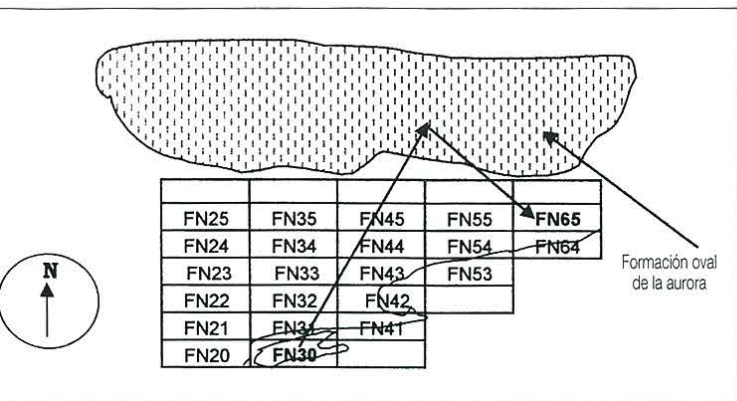 FN25 FN35 FN45 FN55 FN65
FN24 FN34 FN44 FN54 FN64
FN23 FN33 FN43 FN53
FN22 FN32 FN42
FN21 FN31 FN41
FN20 FN30
N
Formación oval
de la aurora